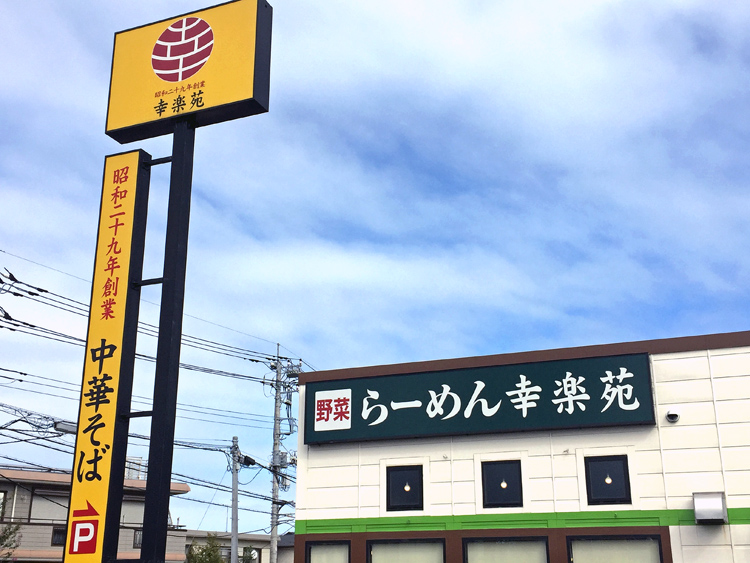 昭和二十九年創業
幸楽苑
昭和二十九年創業
中華そば
P
野菜
らーめん幸楽苑